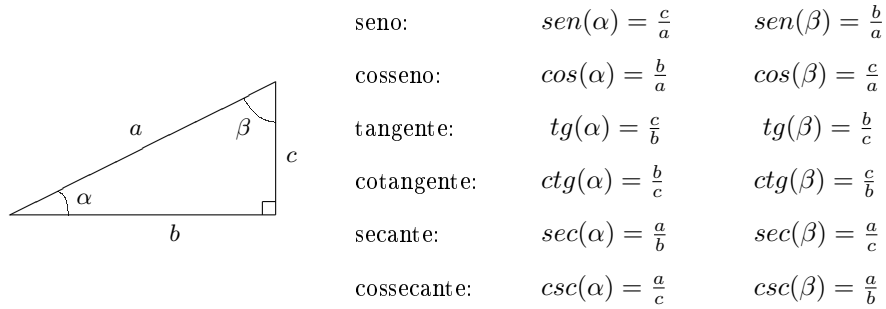 seno: sen(α) = c/a sen(β) = b/a
cosseno: cos(α) = b/a cos(β) = c/a
a
β
tangente: tg(α) = c/b tg(β) = b/c
c
α
cotangente: ctg(α) = b/c ctg(β) = c/b
b
secante: sec(α) = a/b sec(β) = a/c
cossecante: csc(α) = a/c csc(β) = a/b